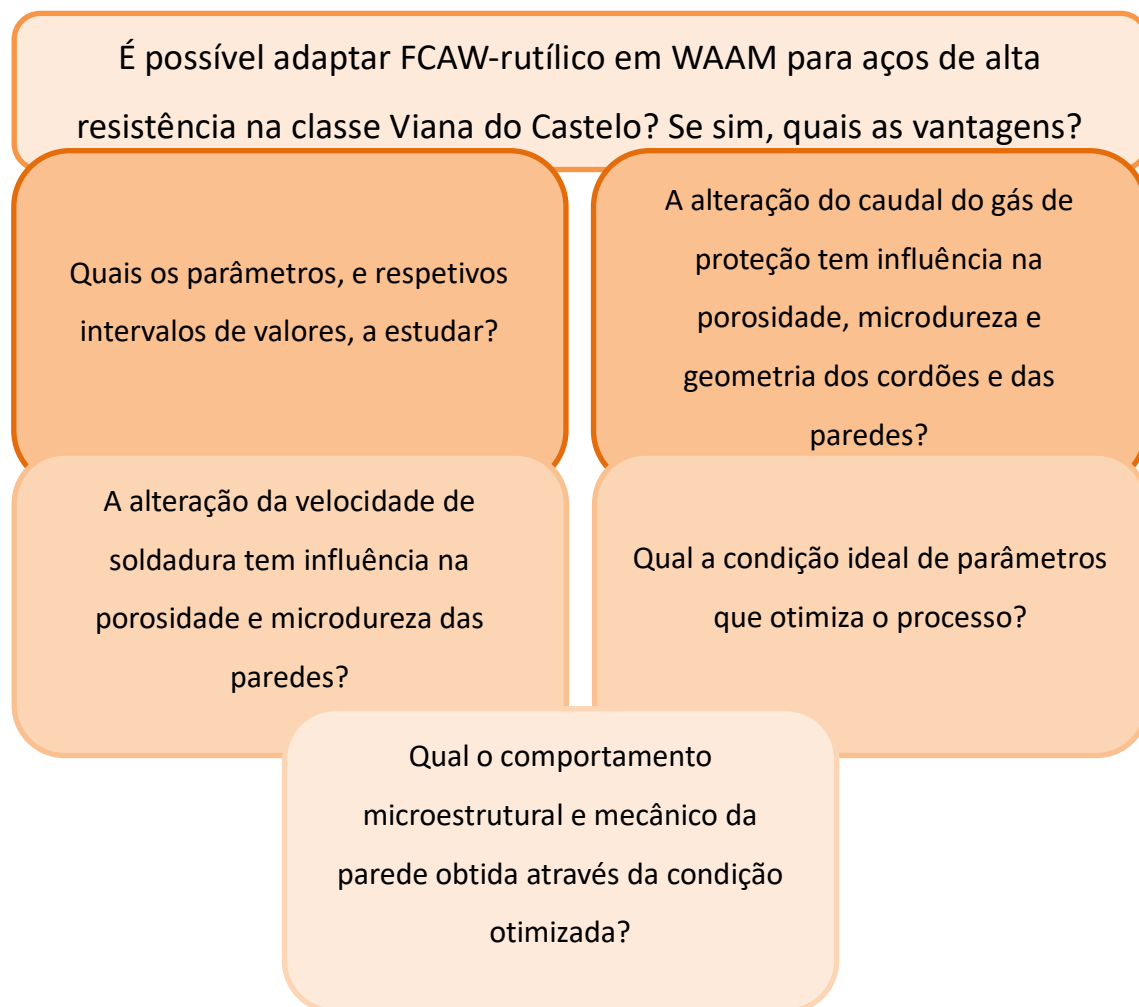 É possível adaptar FCAW-rutílico em WAAM para aços de alta
resistência na classe Viana do Castelo? Se sim, quais as vantagens?
Quais os parâmetros, e respetivos
intervalos de valores, a estudar?
A alteração do caudal do gás de
proteção tem influência na
porosidade, microdureza e
geometria dos cordões e das
paredes?
A alteração da velocidade de
soldadura tem influência na
porosidade e microdureza das
paredes?
Qual a condição ideal de parâmetros
que otimiza o processo?
Qual o comportamento
microestrutural e mecânico da
parede obtida através da condição
otimizada?